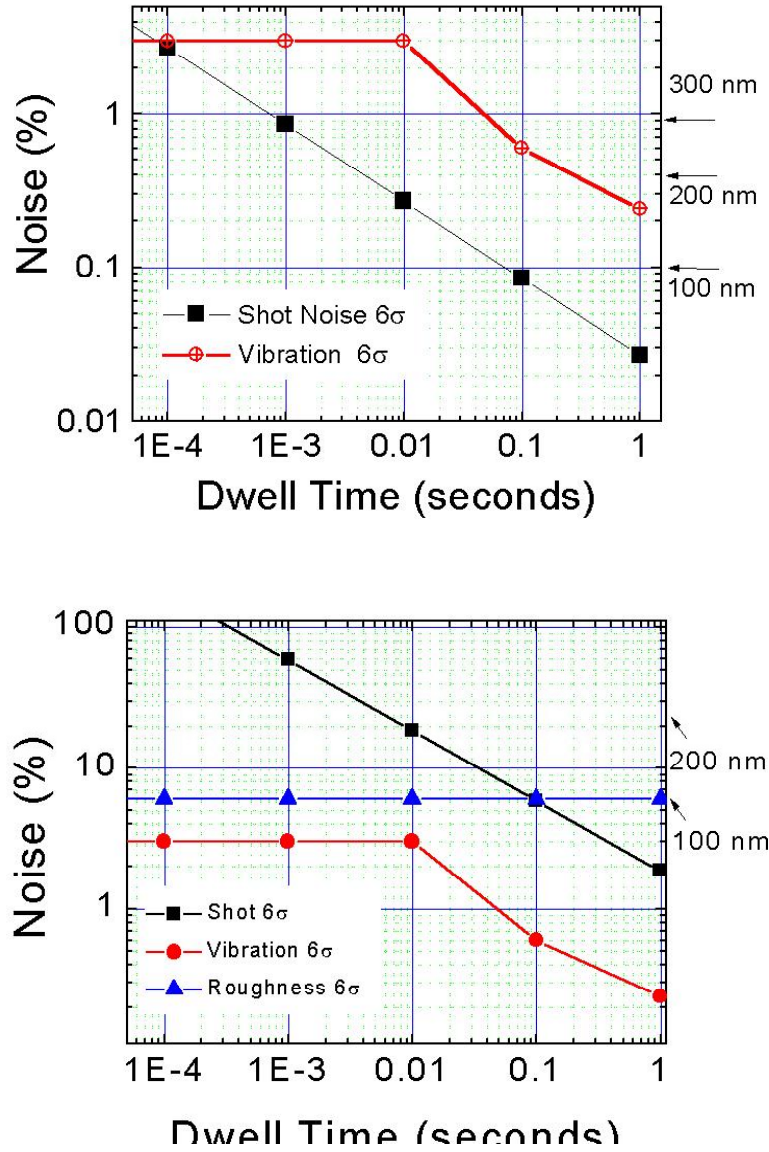 Noise (%)
1
0.1
0.01
300 nm
200 nm
100 nm
Shot Noise 6σ
Vibration 6σ
1E-4 1E-3 0.01 0.1 1
Dwell Time (seconds)
Noise (%)
100
10
1
200 nm
100 nm
Shot 6σ
Vibration 6σ
Roughness 6σ
1E-4 1E-3 0.01 0.1 1
Dwell Time (seconds)